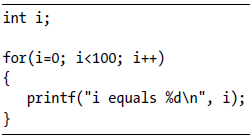 int i;
for(i=0; i<100; i++)
{
printf("i equals %d\n", i);
}